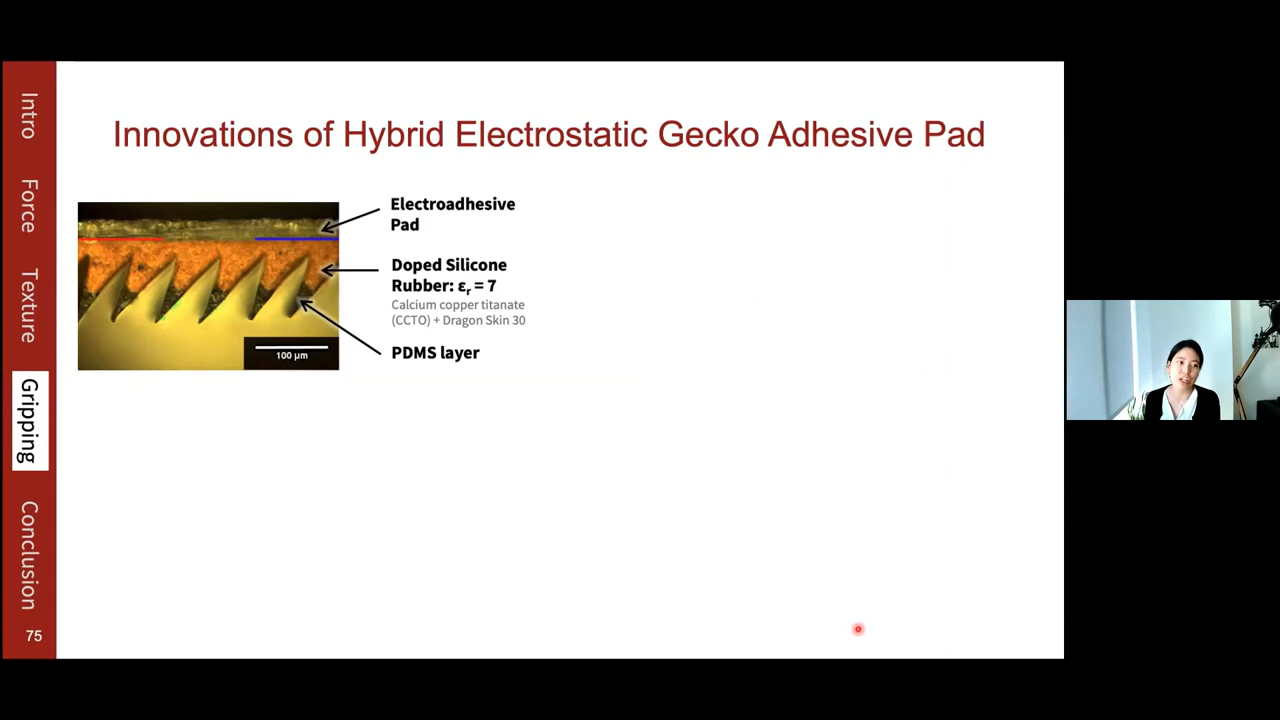 Intro
Force
Texture
Gripping
Conclusion
75
Innovations of Hybrid Electrostatic Gecko Adhesive Pad
Electroadhesive
Pad
Doped Silicone
Rubber: εr = 7
Calcium copper titanate
(CCTO) + Dragon Skin 30
PDMS layer
100 μm